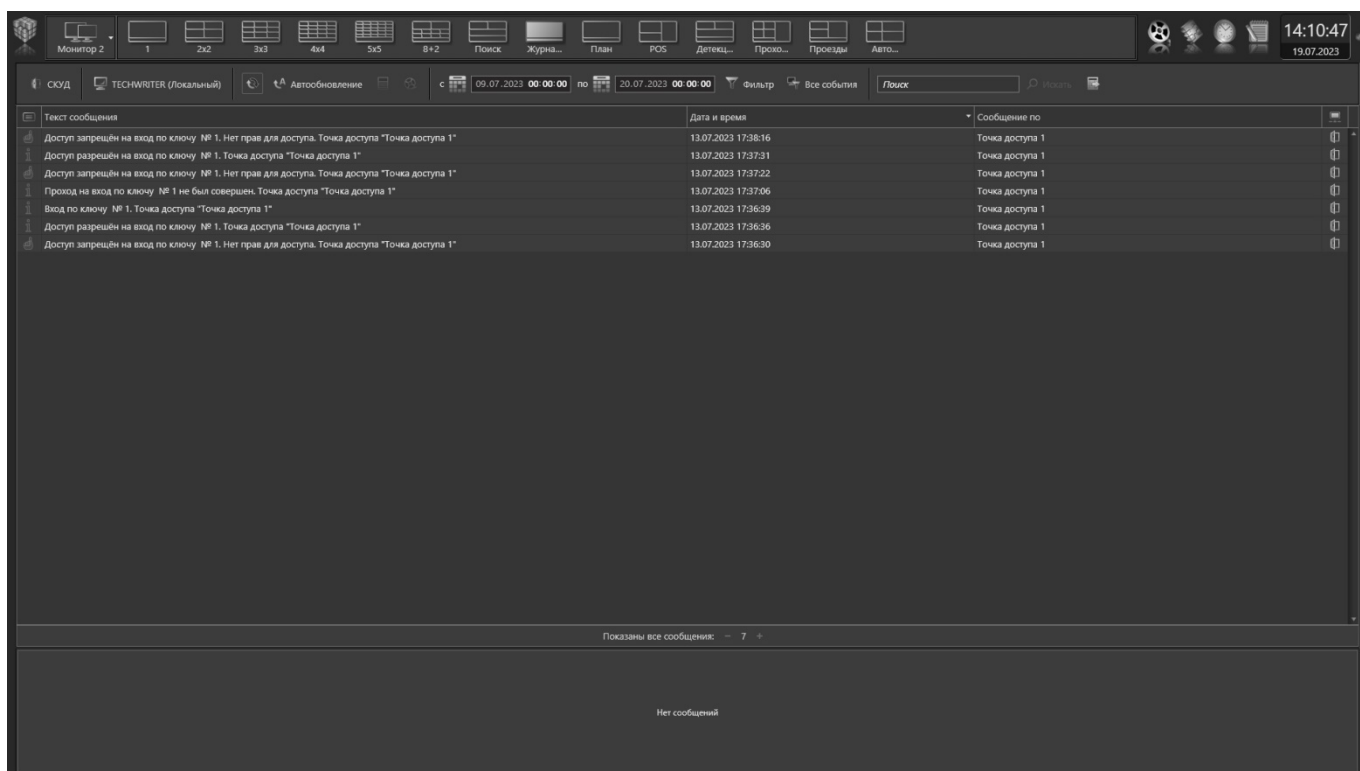 Монитор 2 1 2x2 3x3 4x4 5x5 8+2 Поиск Журна... План POS Детекц... Прохо... Проезды Авто... 14:10:47
19.07.2023
СКУД TECHWRITER (Локальный) Автообновление с 09.07.2023 00:00:00 по 20.07.2023 00:00:00 Фильтр Все события Поиск Искать
Текст сообщения Дата и время Сообщение по
Доступ запрещён на вход по ключу № 1. Нет прав для доступа. Точка доступа "Точка доступа 1" 13.07.2023 17:38:16 Точка доступа 1
Доступ разрешён на вход по ключу № 1. Точка доступа "Точка доступа 1" 13.07.2023 17:37:31 Точка доступа 1
Доступ запрещён на вход по ключу № 1. Нет прав для доступа. Точка доступа "Точка доступа 1" 13.07.2023 17:37:22 Точка доступа 1
Проход на вход по ключу № 1 не был совершен. Точка доступа "Точка доступа 1" 13.07.2023 17:37:06 Точка доступа 1
Вход по ключу № 1. Точка доступа "Точка доступа 1" 13.07.2023 17:36:39 Точка доступа 1
Доступ разрешён на вход по ключу № 1. Точка доступа "Точка доступа 1" 13.07.2023 17:36:36 Точка доступа 1
Доступ запрещён на вход по ключу № 1. Нет прав для доступа. Точка доступа "Точка доступа 1" 13.07.2023 17:36:30 Точка доступа 1
Показаны все сообщения: − 7 +
Нет сообщений